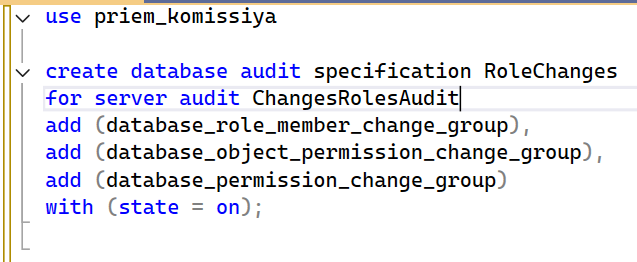 use priem_komissiya
create database audit specification RoleChanges
for server audit ChangesRolesAudit
add (database_role_member_change_group),
add (database_object_permission_change_group),
add (database_permission_change_group)
with (state = on);